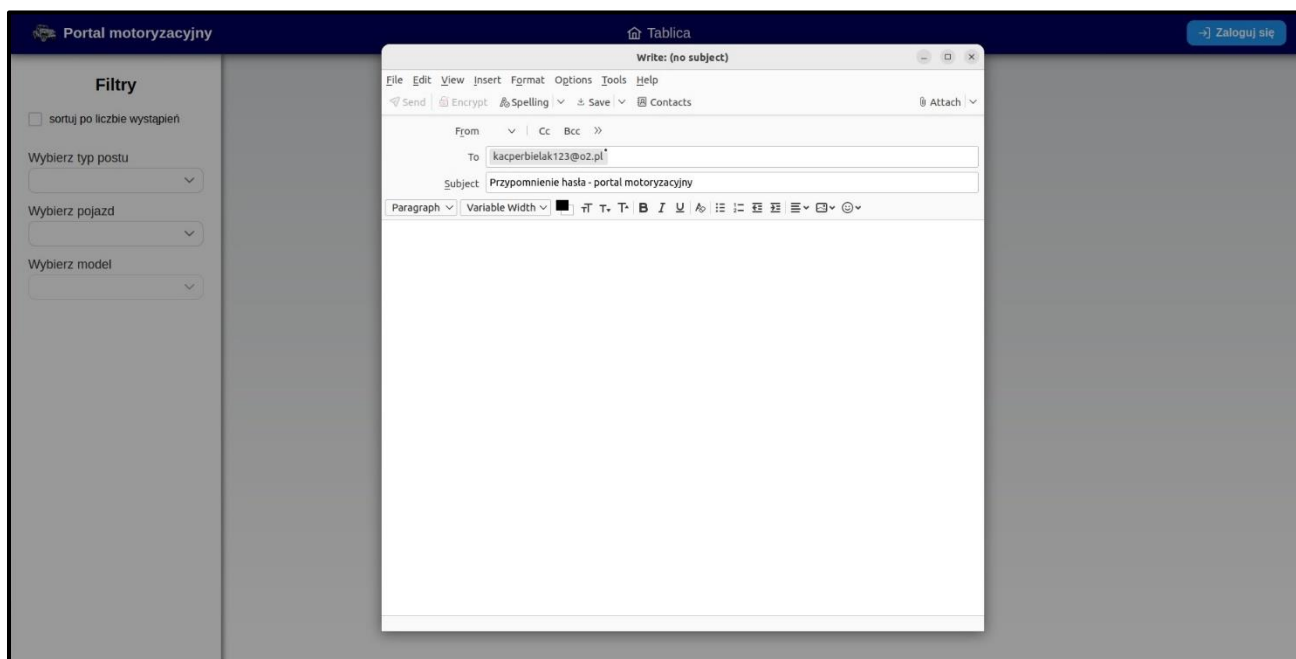 Portal motoryzacyjny
Tablica
Zaloguj się
Filtry
sortuj po liczbie wystąpień
Wybierz typ postu
Wybierz pojazd
Wybierz model
Write: (no subject)
File Edit View Insert Format Options Tools Help
Send Encrypt Spelling Save Contacts Attach
From Cc Bcc
To kacperbielak123@o2.pl
Subject Przypomnienie hasła - portal motoryzacyjny
Paragraph Variable Width B I U